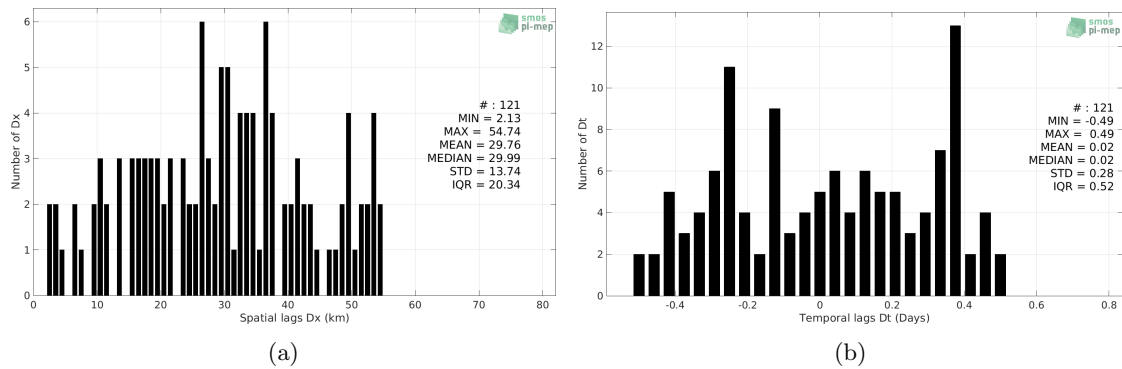 smos
pi-mep
Number of Dx
6
5
4
3
2
1
0
# : 121
MIN = 2.13
MAX = 54.74
MEAN = 29.76
MEDIAN = 29.99
STD = 13.74
IQR = 20.34
0 10 20 30 40 50 60 70 80
Spatial lags Dx (km)
(a)
smos
pi-mep
Number of Dt
12
10
8
6
4
2
0
# : 121
MIN = -0.49
MAX = 0.49
MEAN = 0.02
MEDIAN = 0.02
STD = 0.28
IQR = 0.52
-0.4 -0.2 0 0.2 0.4 0.6 0.8
Temporal lags Dt (Days)
(b)